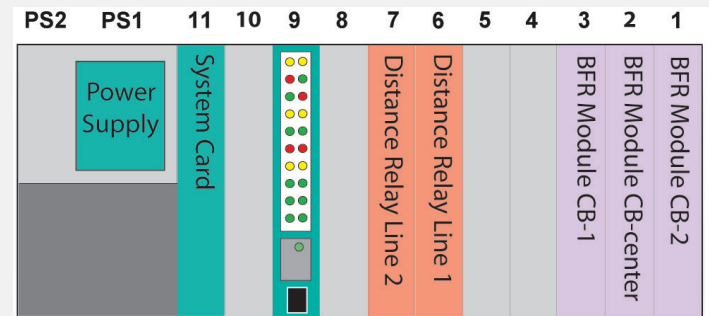 PS2 PS1 11 10 9 8 7 6 5 4 3 2 1
Power
Supply
System Card
Distance Relay Line 2
Distance Relay Line 1
BFR Module CB-1
BFR Module CB-center
BFR Module CB-2